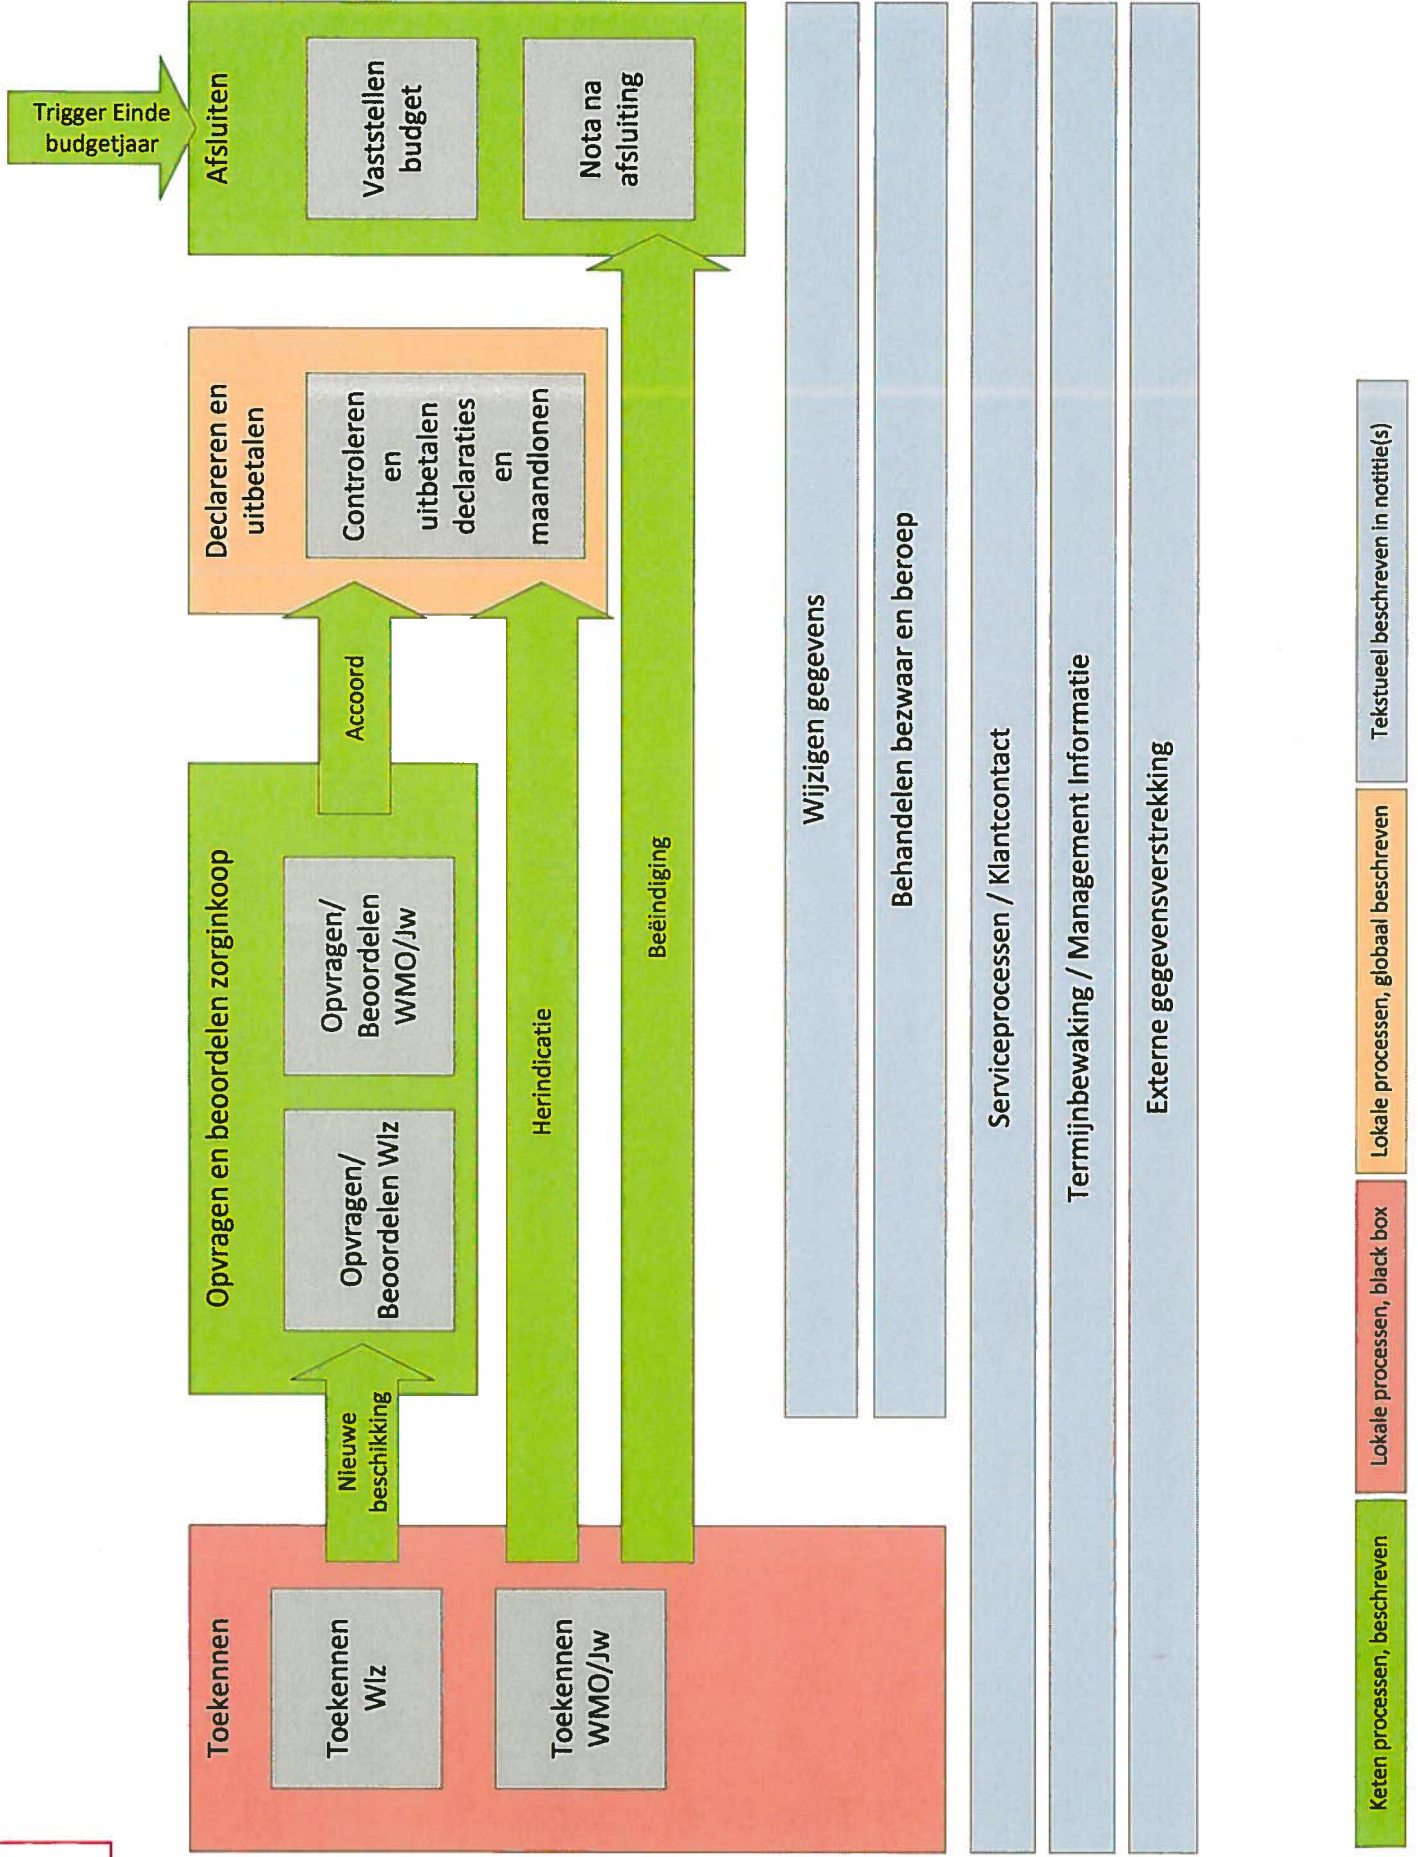 Toekennen
Toekennen
Wlz
Toekennen
WMO/Jw
Nieuwe
beschikking
Opvragen en beoordelen zorginkoop
Opvragen/
Beoordelen Wlz
Opvragen/
Beoordelen
WMO/Jw
Accoord
Herindicatie
Beëindiging
Declareren en
uitbetalen
Controleren
en
uitbetalen
declaraties
en
maandlonen
Trigger Einde
budgetjaar
Afsluiten
Vaststellen
budget
Nota na
afsluiting
Wijzigen gegevens
Behandelen bezwaar en beroep
Serviceprocessen / Klantcontact
Termijnbewaking / Management Informatie
Externe gegevensverstrekking
Keten processen, beschreven
Lokale processen, black box
Lokale processen, globaal beschreven
Tekstueel beschreven in notitie(s)